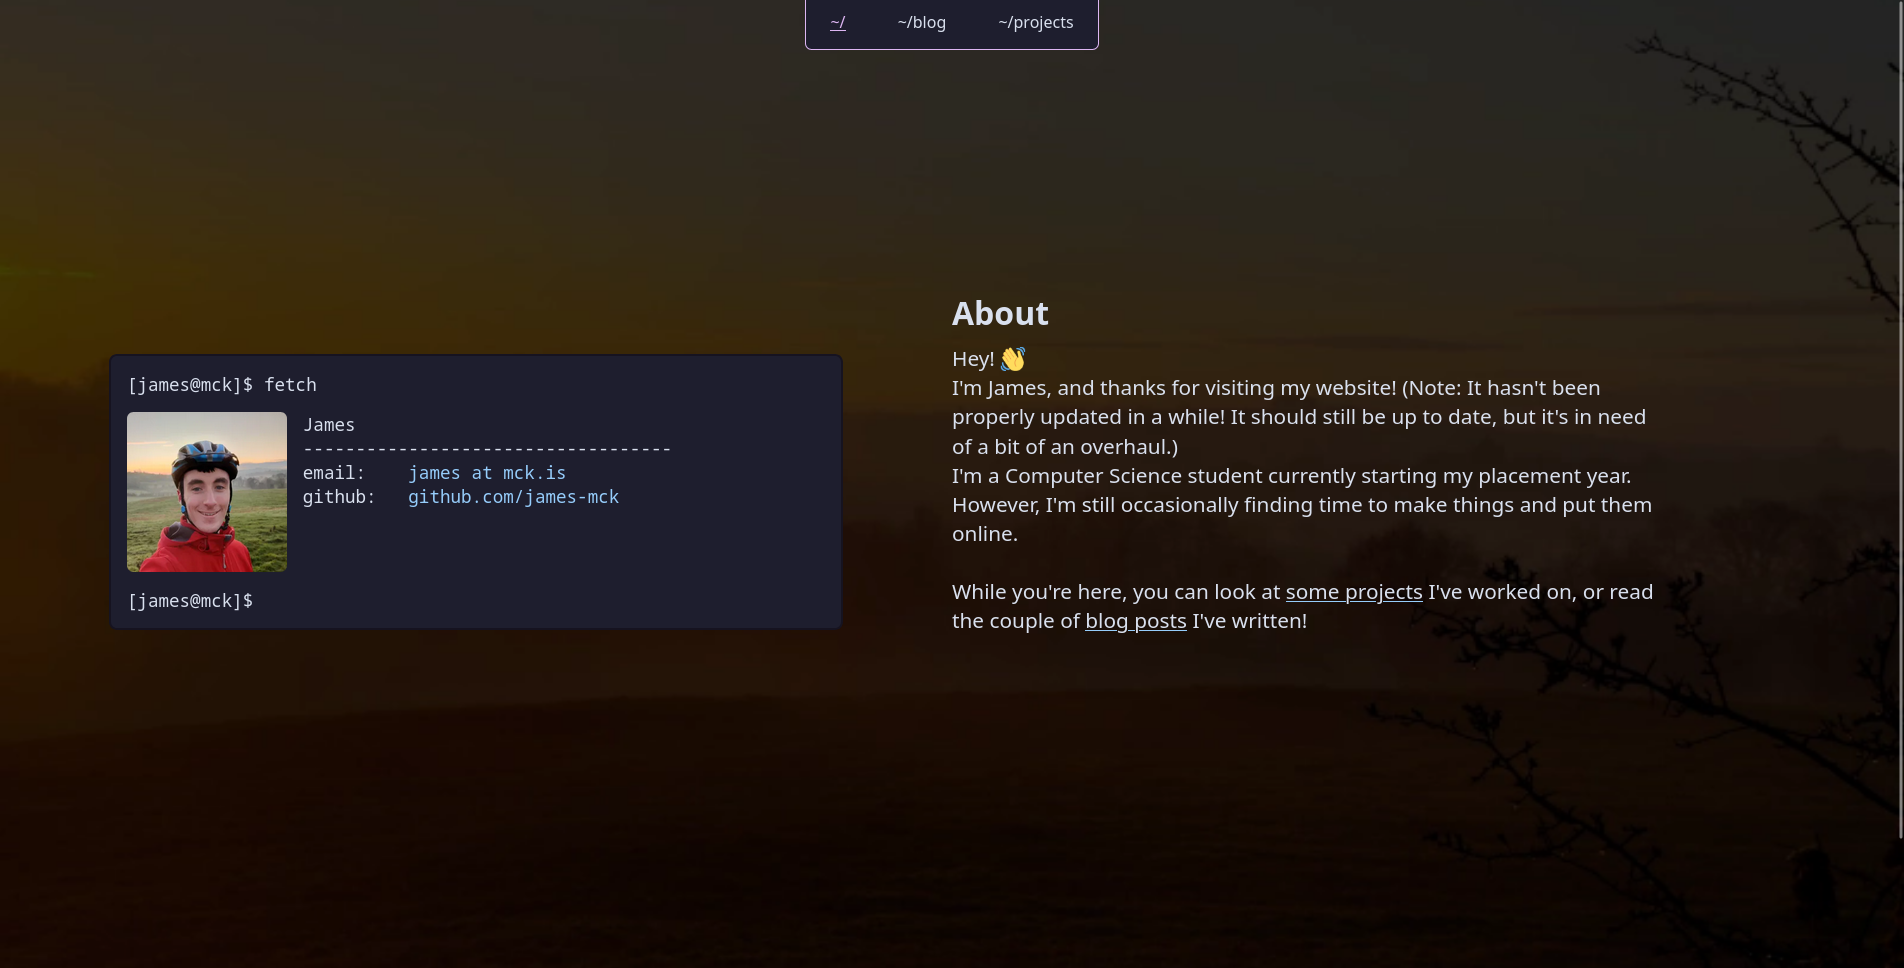 ~/ ~/blog ~/projects
[james@mck]$ fetch
James
-----------------------------------
email: james at mck.is
github: github.com/james-mck
[james@mck]$
About
Hey! 👋
I'm James, and thanks for visiting my website! (Note: It hasn't been
properly updated in a while! It should still be up to date, but it's in need
of a bit of an overhaul.)
I'm a Computer Science student currently starting my placement year.
However, I'm still occasionally finding time to make things and put them
online.
While you're here, you can look at some projects I've worked on, or read
the couple of blog posts I've written!